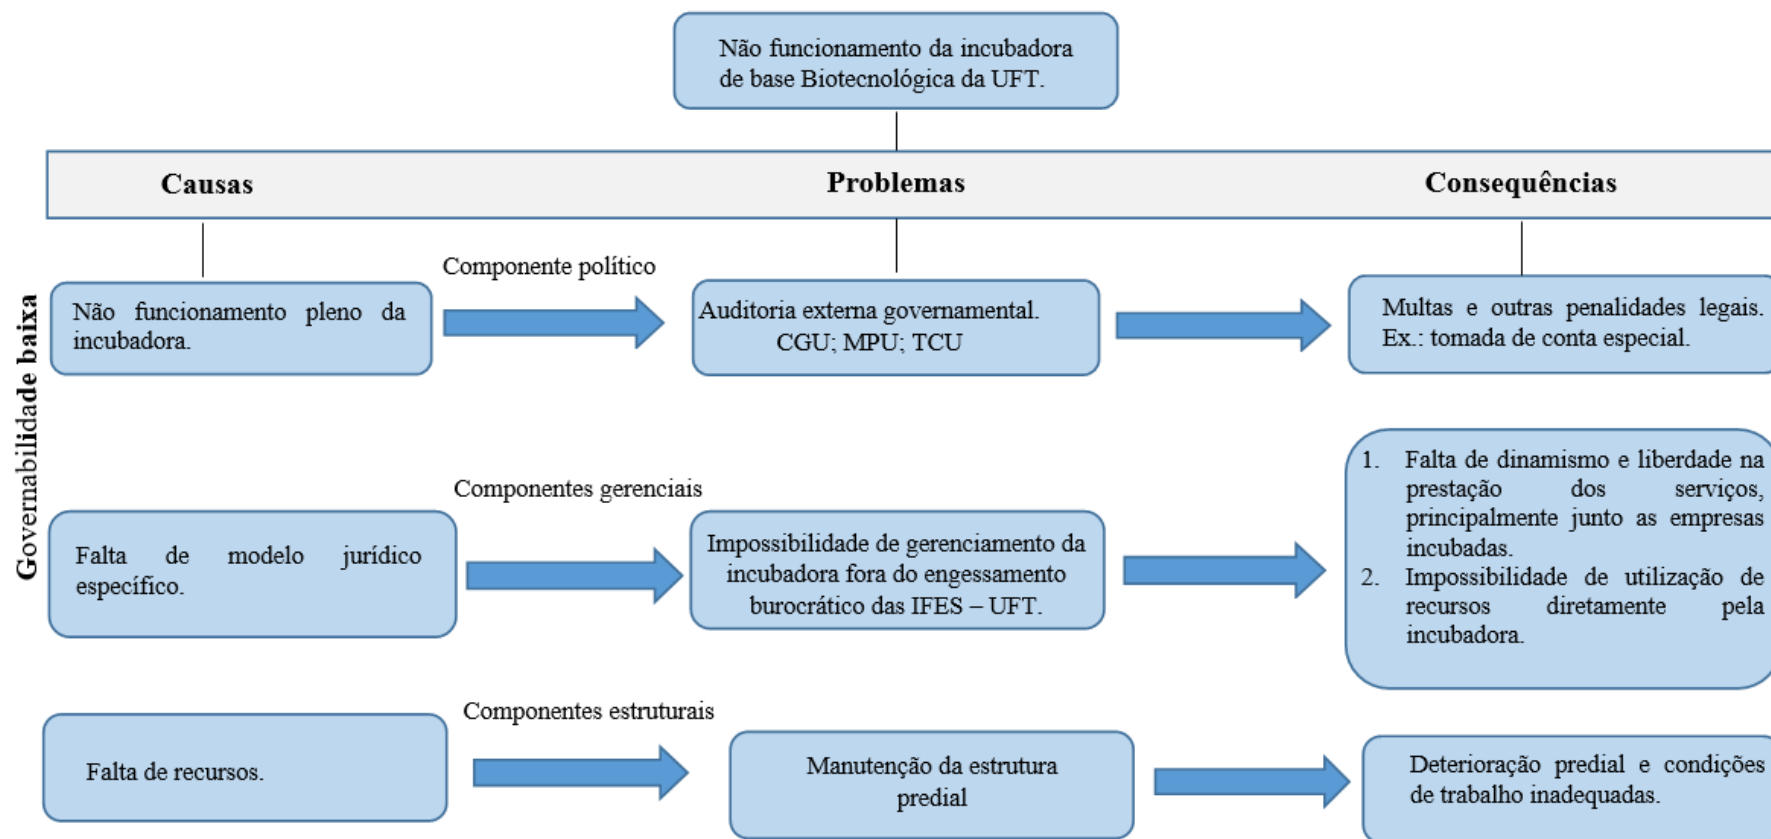 Não funcionamento da incubadora
de base Biotecnológica da UFT.
Causas
Problemas
Consequências
Governabilidade baixa
Componente político
Não funcionamento pleno da
incubadora.
Auditoria externa governamental.
CGU; MPU; TCU
Multas e outras penalidades legais.
Ex.: tomada de conta especial.
Componentes gerenciais
Falta de modelo jurídico
específico.
Impossibilidade de gerenciamento da
incubadora fora do engessamento
burocrático das IFES – UFT.
1. Falta de dinamismo e liberdade na
prestação dos serviços,
principalmente junto as empresas
incubadas.
2. Impossibilidade de utilização de
recursos diretamente pela
incubadora.
Componentes estruturais
Falta de recursos.
Manutenção da estrutura
predial
Deterioração predial e condições
de trabalho inadequadas.